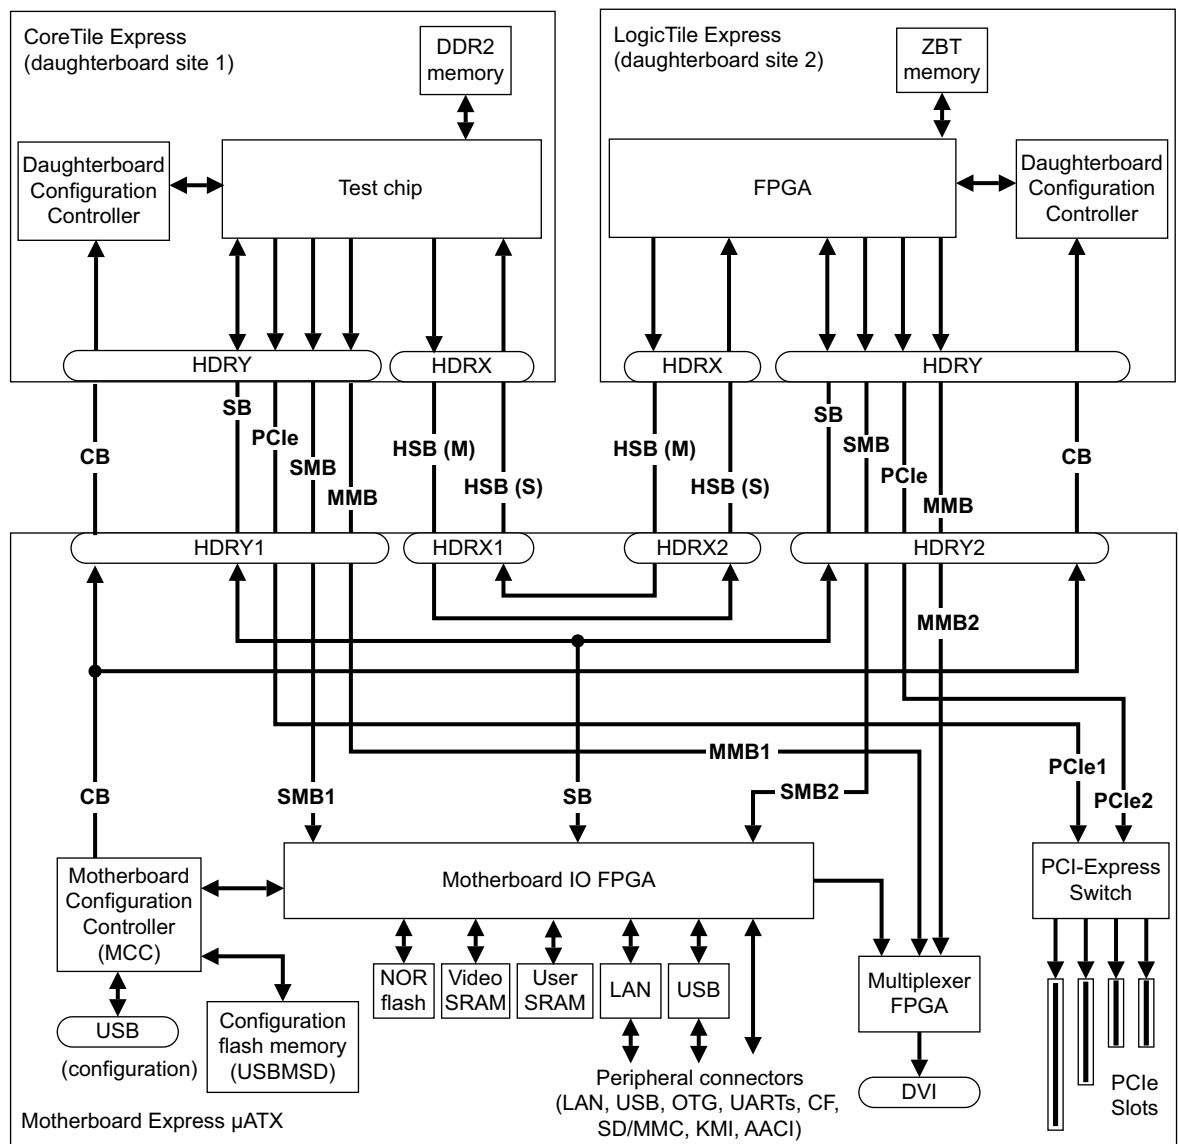 CoreTile Express
(daughterboard site 1)
DDR2
memory
Daughterboard
Configuration
Controller
Test chip
HDRY
HDRX
LogicTile Express
(daughterboard site 2)
ZBT
memory
FPGA
Daughterboard
Configuration
Controller
HDRX
HDRY
CB
SB
PCIe
SMB
MMB
HSB (M)
HSB (S)
HSB (M)
HSB (S)
SB
SMB
PCIe
MMB
CB
HDRY1
HDRX1
HDRX2
HDRY2
MMB2
MMB1
CB
SMB1
SB
SMB2
PCIe1
PCIe2
Motherboard
Configuration
Controller
(MCC)
Motherboard IO FPGA
PCI-Express
Switch
NOR
flash
Video
SRAM
User
SRAM
LAN
USB
Multiplexer
FPGA
USB
(configuration)
Configuration
flash memory
(USBMSD)
Peripheral connectors
(LAN, USB, OTG, UARTs, CF,
SD/MMC, KMI, AACI)
DVI
PCIe
Slots
Motherboard Express µATX